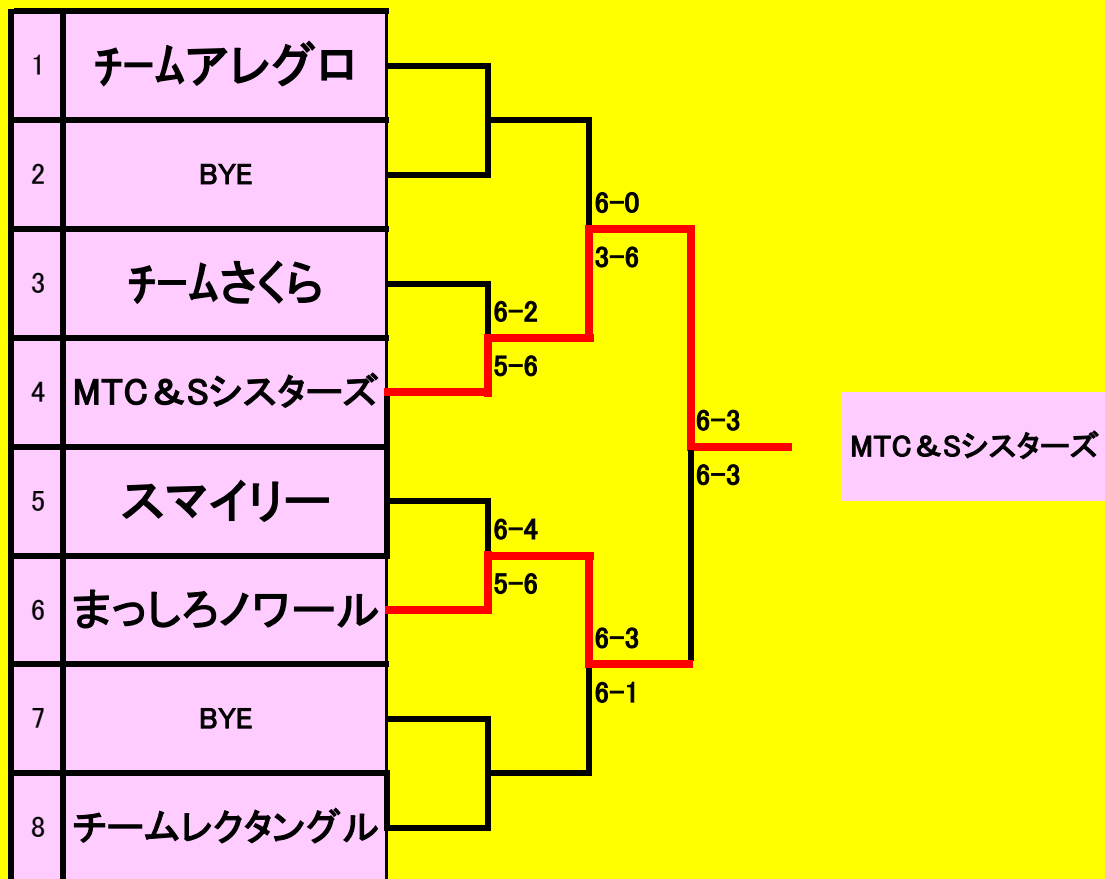 1 チームアレグロ
2 BYE
6-0
3-6
3 チームさくら
6-2
5-6
4 MTC&Sシスターズ
6-3
6-3
MTC&Sシスターズ
5 スマイリー
6-4
5-6
6 まっしろノワール
6-3
6-1
7 BYE
8 チームレクタングル